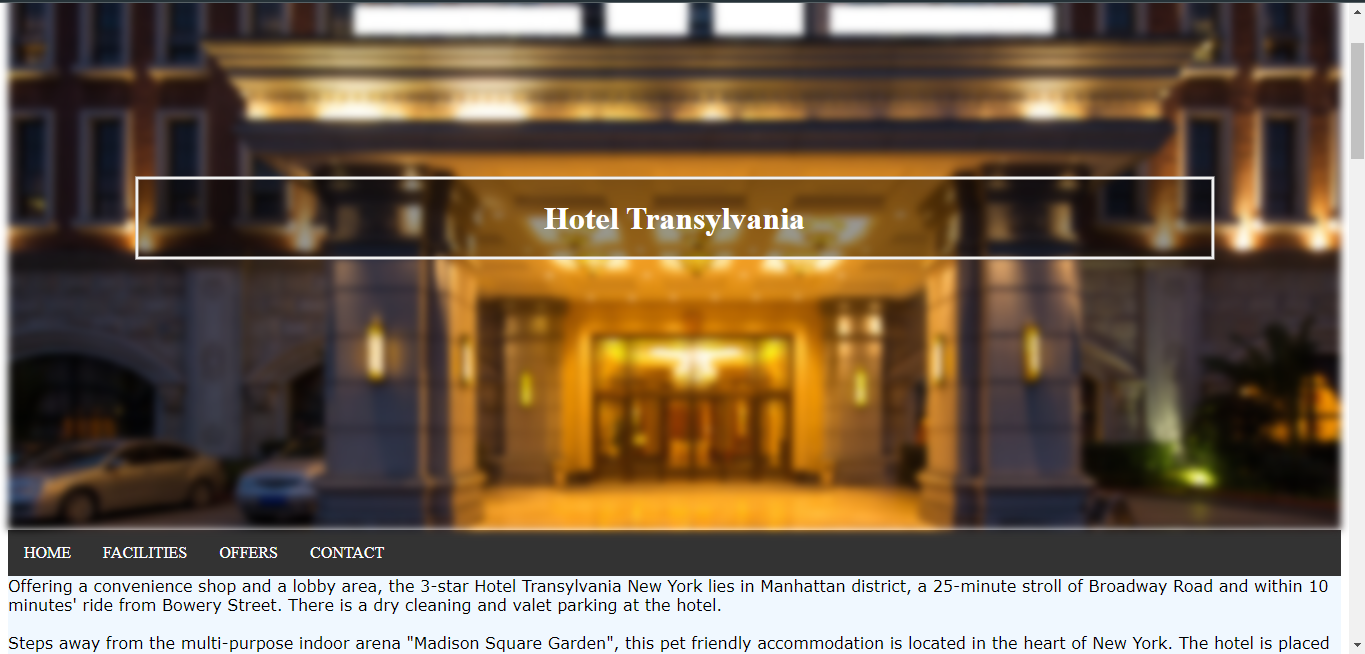 Hotel Transylvania
HOME FACILITIES OFFERS CONTACT
Offering a convenience shop and a lobby area, the 3-star Hotel Transylvania New York lies in Manhattan district, a 25-minute stroll of Broadway Road and within 10
minutes' ride from Bowery Street. There is a dry cleaning and valet parking at the hotel.
Steps away from the multi-purpose indoor arena "Madison Square Garden", this pet friendly accommodation is located in the heart of New York. The hotel is placed